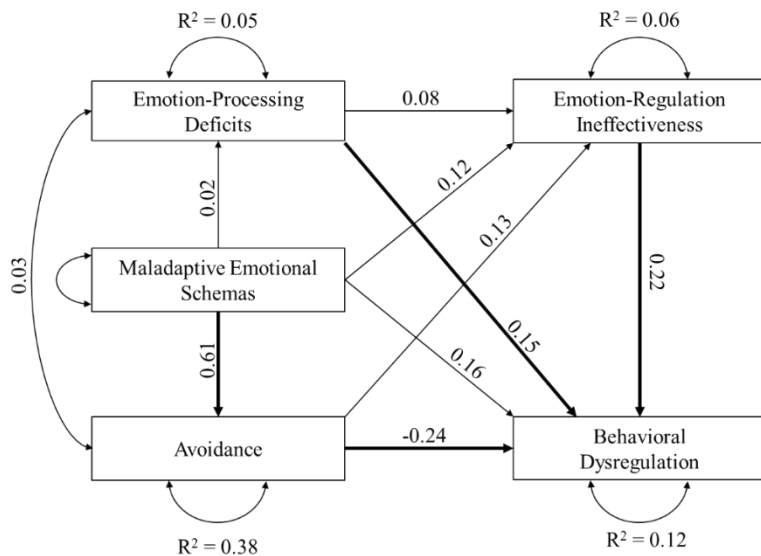 R² = 0.05
R² = 0.06
Emotion-Processing
Deficits
0.08
Emotion-Regulation
Ineffectiveness
0.12
0.02
0.13
0.03
Maladaptive Emotional
Schemas
0.22
0.61
0.15
0.16
Avoidance
-0.24
Behavioral
Dysregulation
R² = 0.38
R² = 0.12